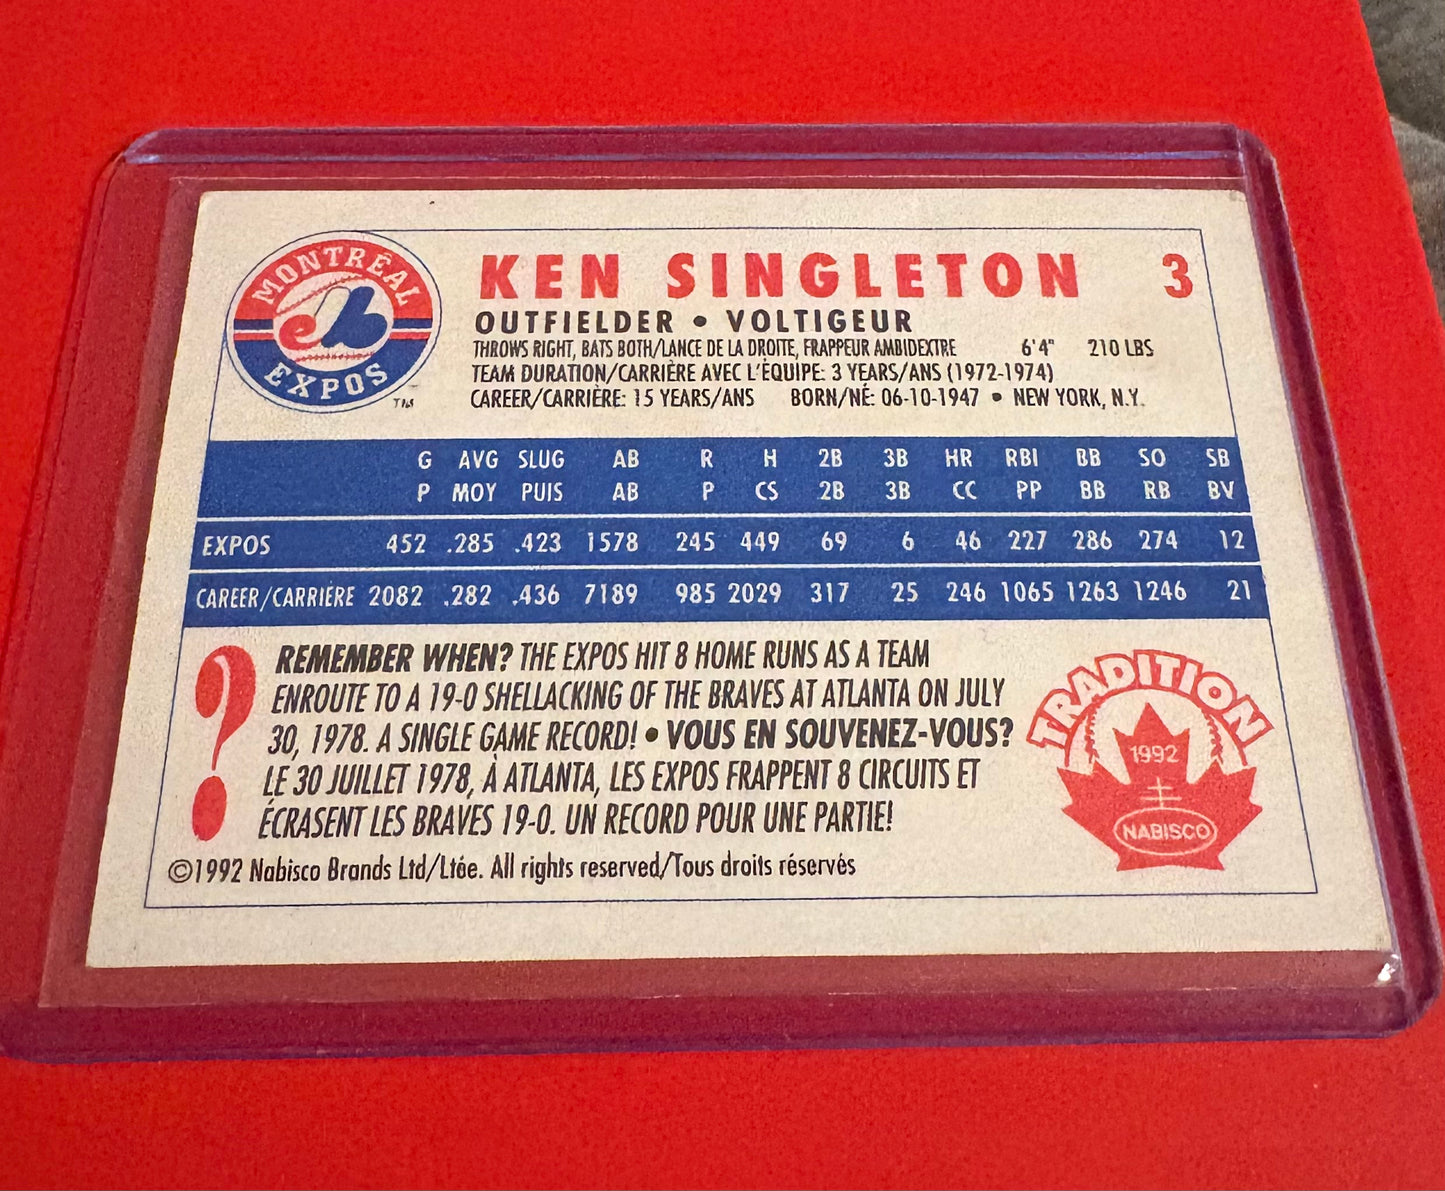 MONTRÉAL
EXPOS
TM
KEN SINGLETON 3
OUTFIELDER • VOLTIGEUR
THROWS RIGHT, BATS BOTH/LANCE DE LA DROITE, FRAPPEUR AMBIDEXTRE 6'4" 210 LBS
TEAM DURATION/CARRIÈRE AVEC L'ÉQUIPE: 3 YEARS/ANS (1972-1974)
CAREER/CARRIÈRE: 15 YEARS/ANS BORN/NÉ: 06-10-1947 • NEW YORK, N.Y.
G AVG SLUG AB R H 2B 3B HR RBI BB SO SB
P MOY PUIS AB P CS 2B 3B CC PP BB RB BV
EXPOS 452 .285 .423 1578 245 449 69 6 46 227 286 274 12
CAREER/CARRIÈRE 2082 .282 .436 7189 985 2029 317 25 246 1065 1263 1246 21
? REMEMBER WHEN? THE EXPOS HIT 8 HOME RUNS AS A TEAM
ENROUTE TO A 19-0 SHELLACKING OF THE BRAVES AT ATLANTA ON JULY
30, 1978. A SINGLE GAME RECORD! • VOUS EN SOUVENEZ-VOUS?
LE 30 JUILLET 1978, À ATLANTA, LES EXPOS FRAPPENT 8 CIRCUITS ET
ÉCRASENT LES BRAVES 19-0. UN RECORD POUR UNE PARTIE!
©1992 Nabisco Brands Ltd/Ltée. All rights reserved/Tous droits réservés
TRADITION
1992
NABISCO